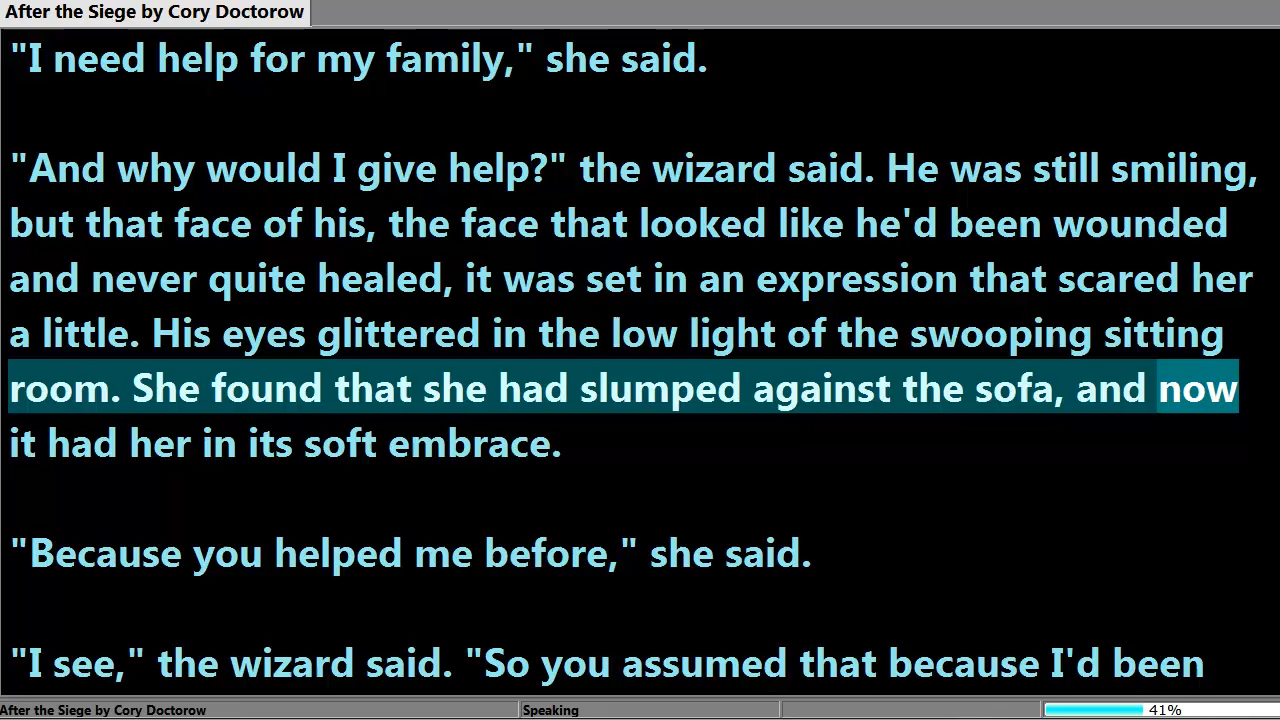 After the Siege by Cory Doctorow
"I need help for my family," she said.
"And why would I give help?" the wizard said. He was still smiling,
but that face of his, the face that looked like he'd been wounded
and never quite healed, it was set in an expression that scared her
a little. His eyes glittered in the low light of the swooping sitting
room. She found that she had slumped against the sofa, and now
it had her in its soft embrace.
"Because you helped me before," she said.
"I see," the wizard said. "So you assumed that because I'd been
After the Siege by Cory Doctorow
Speaking
41%